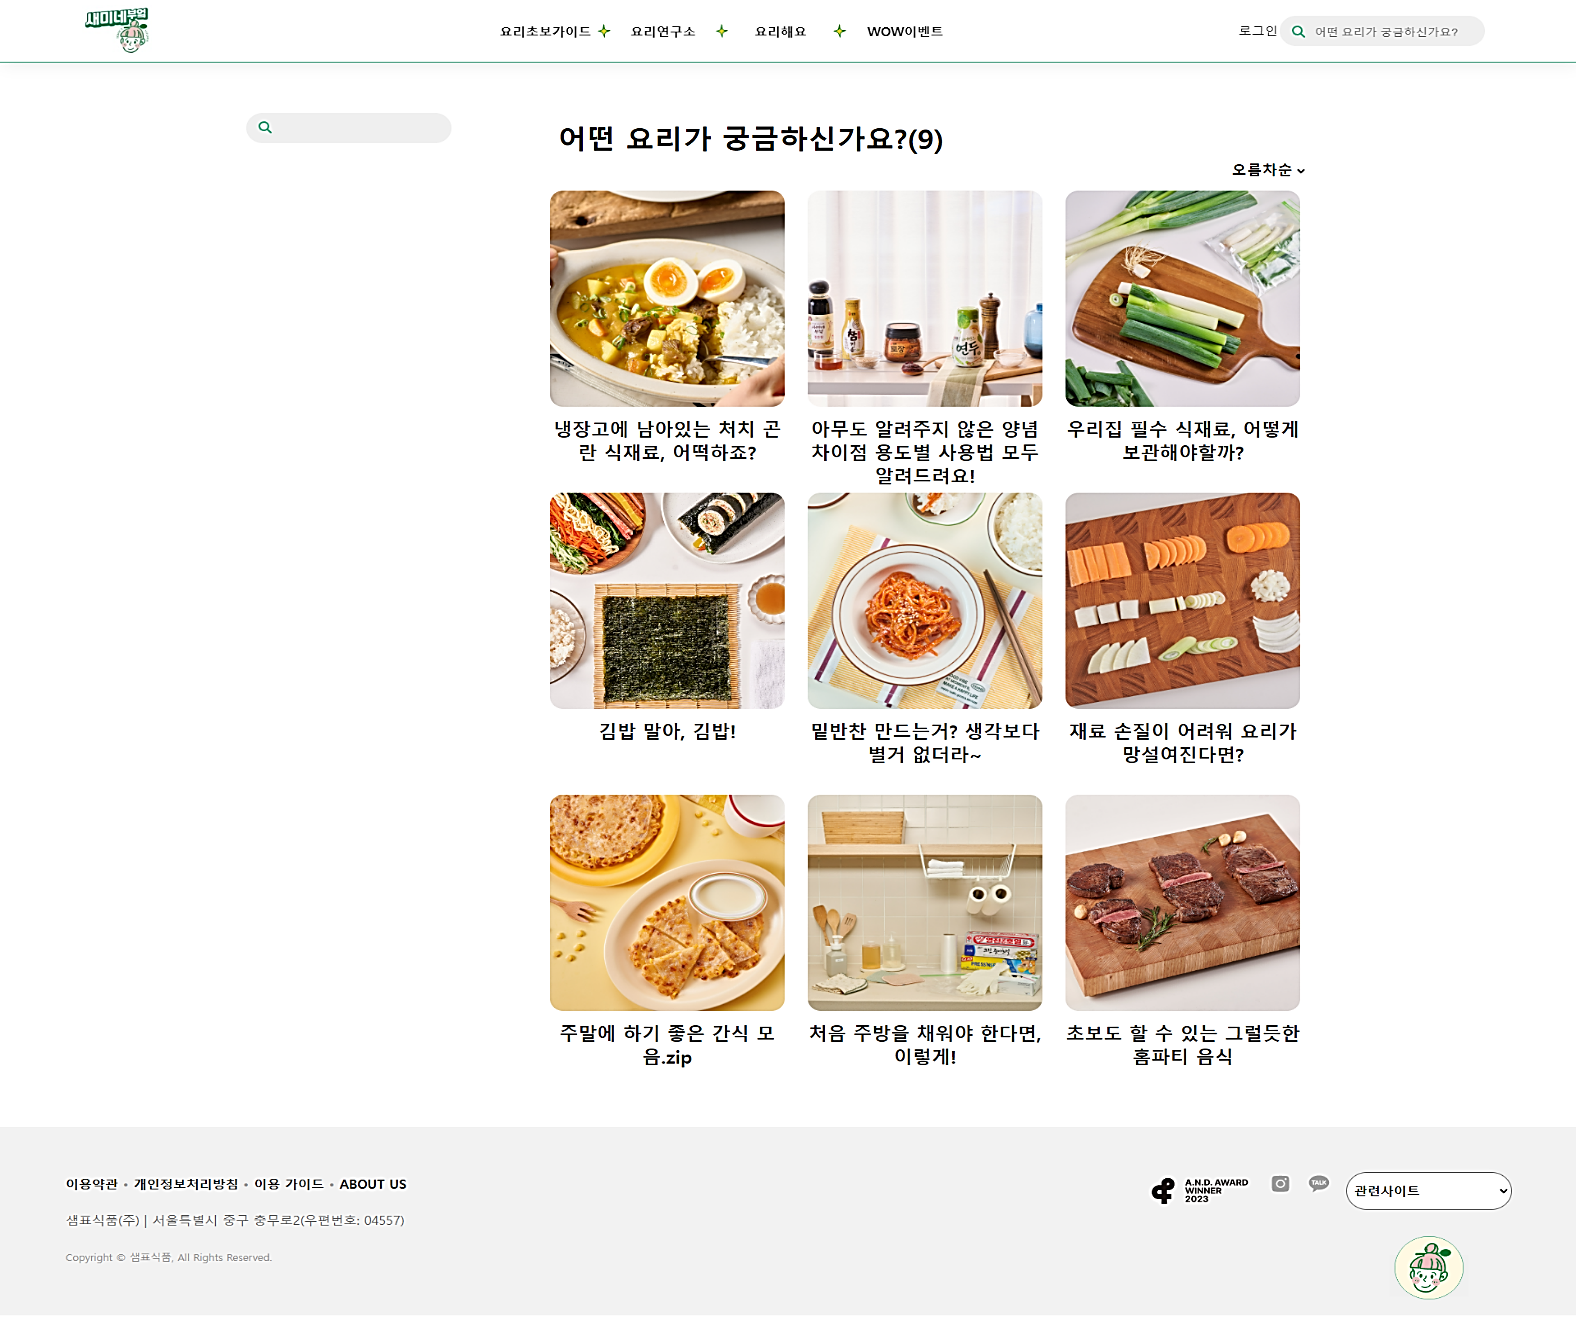 새미네부엌
요리초보가이드
요리연구소
요리해요
WOW이벤트
로그인
어떤 요리가 궁금하신가요?
어떤 요리가 궁금하신가요?(9)
오름차순
냉장고에 남아있는 처치 곤
란 식재료, 어떡하죠?
아무도 알려주지 않은 양념
차이점 용도별 사용법 모두
알려드려요!
우리집 필수 식재료, 어떻게
보관해야할까?
연두
김밥 말아, 김밥!
밑반찬 만드는거? 생각보다
별거 없더라~
재료 손질이 어려워 요리가
망설여진다면?
주말에 하기 좋은 간식 모
음.zip
처음 주방을 채워야 한다면,
이렇게!
초보도 할 수 있는 그럴듯한
홈파티 음식
이용약관 • 개인정보처리방침 • 이용 가이드 • ABOUT US
샘표식품(주) | 서울특별시 중구 충무로2(우편번호: 04557)
Copyright © 샘표식품, All Rights Reserved.
A.N.D. AWARD
WINNER
2023
TALK
관련사이트